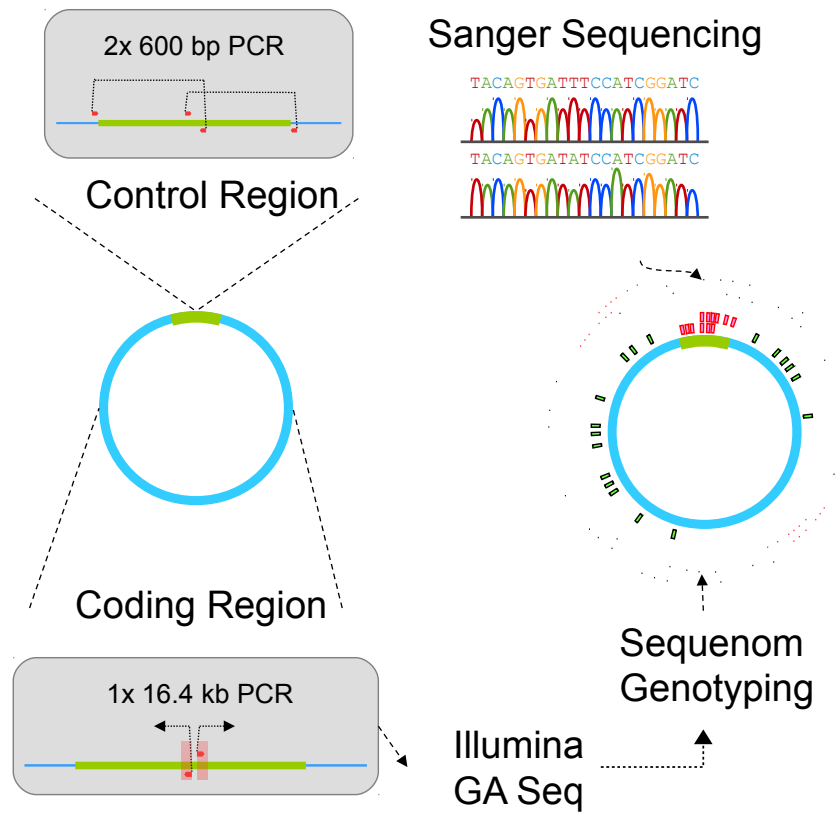 2x 600 bp PCR
Control Region
Sanger Sequencing
TACAGTGATTTCCATCGGATC
TACAGTGATATCCATCGGATC
Coding Region
1x 16.4 kb PCR
Illumina
GA Seq
Sequenom
Genotyping